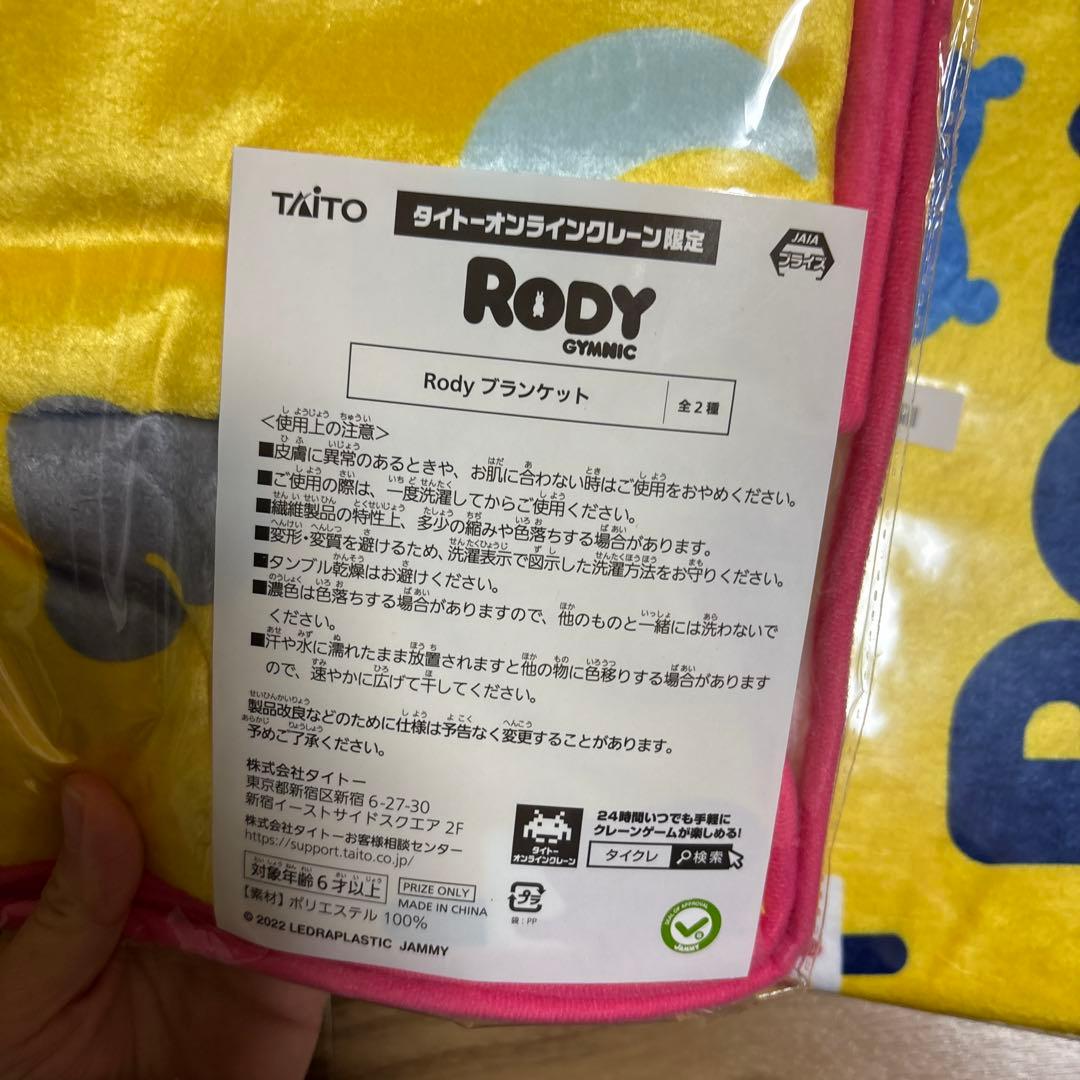 TAITO
タイトーオンラインクレーン限定
JAIA
プライズ
RODY
GYMNIC
Rody ブランケット
全2種
＜使用上の注意＞
■皮膚に異常のあるときや、お肌に合わない時はご使用をおやめください。
■ご使用の際は、一度洗濯してからご使用ください。
■繊維製品の特性上、多少の縮みや色落ちする場合があります。
■変形・変質を避けるため、洗濯表示で図示した洗濯方法をお守りください。
■タンブル乾燥はお避けください。
■濃色は色落ちする場合がありますので、他のものと一緒には洗わないで
ください。
■汗や水に濡れたまま放置されますと他の物に色移りする場合があります
ので、速やかに広げて干してください。
製品改良などのために仕様は予告なく変更することがあります。
予めご了承ください。
株式会社タイトー
東京都新宿区新宿 6-27-30
新宿イーストサイドスクエア 2F
株式会社タイトーお客様相談センター
https://support.taito.co.jp/
対象年齢6才以上
PRIZE ONLY
MADE IN CHINA
【素材】ポリエステル 100%
© 2022 LEDRAPLASTIC JAMMY
タイトー
オンラインクレーン
24時間いつでも手軽に
クレーンゲームが楽しめる!
タイクレ 検索
プラ
袋：PP
SEAL OF APPROVAL
JAMMY